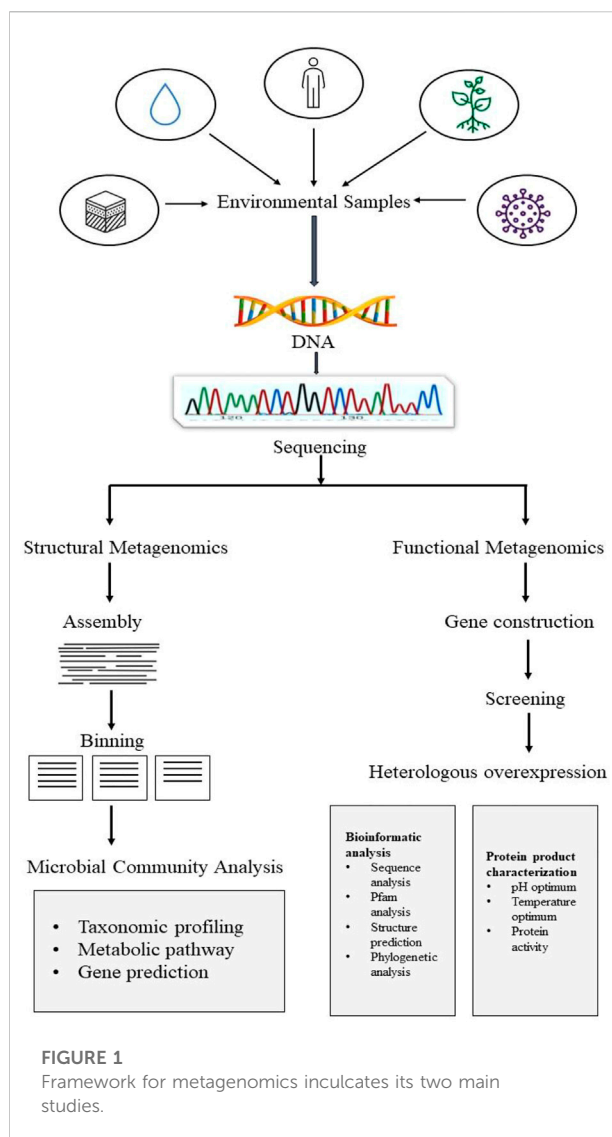 Environmental Samples
DNA
120 130
Sequencing
Structural Metagenomics
Functional Metagenomics
Assembly
Gene construction
Screening
Binning
Heterologous overexpression
Microbial Community Analysis
• Taxonomic profiling
• Metabolic pathway
• Gene prediction
Bioinformatic
analysis
• Sequence
analysis
• Pfam
analysis
• Structure
prediction
• Phylogenetic
analysis
Protein product
characterization
• pH optimum
• Temperature
optimum
• Protein
activity
FIGURE 1
Framework for metagenomics inculcates its two main
studies.